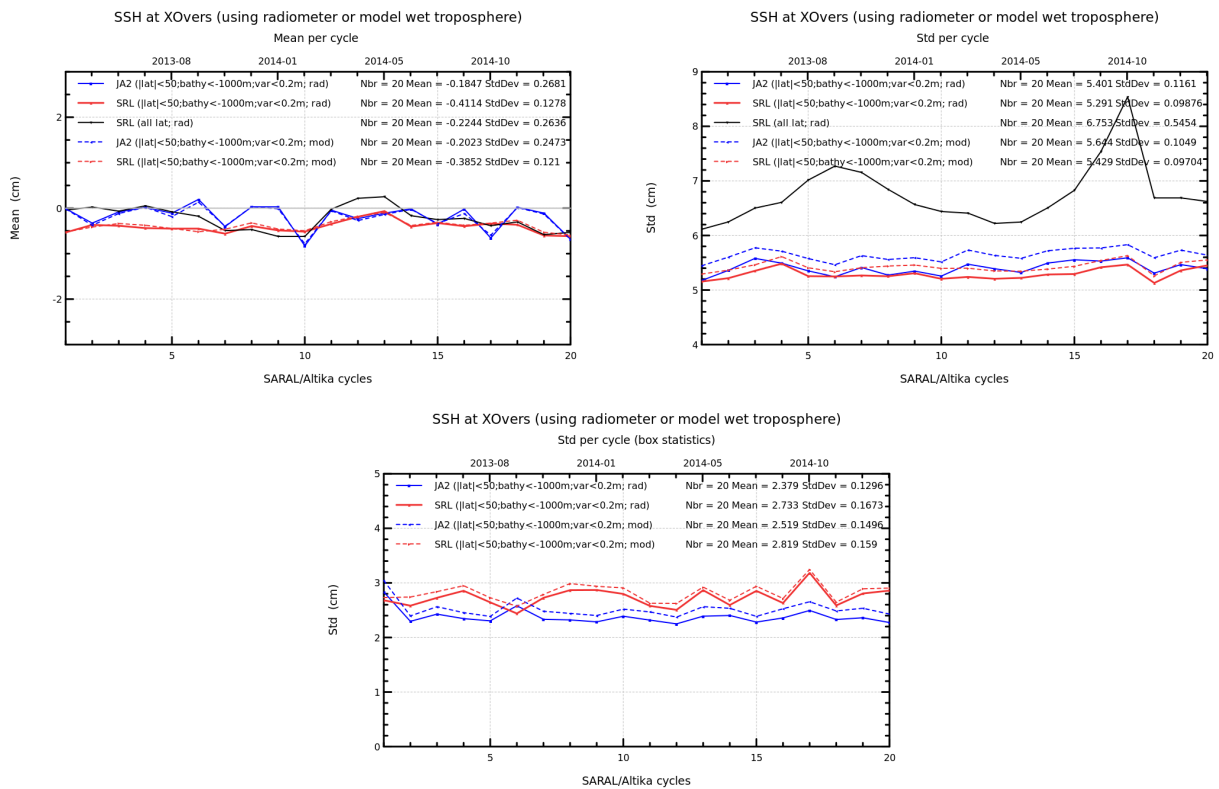 SSH at XOvers (using radiometer or model wet troposphere)
Mean per cycle
2013-08 2014-01 2014-05 2014-10
JA2 (|lat|<50;bathy<-1000m;var<0.2m; rad) Nbr = 20 Mean = -0.1847 StdDev = 0.2681
SRL (|lat|<50;bathy<-1000m;var<0.2m; rad) Nbr = 20 Mean = -0.4114 StdDev = 0.1278
SRL (all lat; rad) Nbr = 20 Mean = -0.2244 StdDev = 0.2636
JA2 (|lat|<50;bathy<-1000m;var<0.2m; mod) Nbr = 20 Mean = -0.2023 StdDev = 0.2473
SRL (|lat|<50;bathy<-1000m;var<0.2m; mod) Nbr = 20 Mean = -0.3852 StdDev = 0.121
2
0
-2
Mean (cm)
5 10 15 20
SARAL/Altika cycles
SSH at XOvers (using radiometer or model wet troposphere)
Std per cycle
2013-08 2014-01 2014-05 2014-10
JA2 (|lat|<50;bathy<-1000m;var<0.2m; rad) Nbr = 20 Mean = 5.401 StdDev = 0.1161
SRL (|lat|<50;bathy<-1000m;var<0.2m; rad) Nbr = 20 Mean = 5.291 StdDev = 0.09876
SRL (all lat; rad) Nbr = 20 Mean = 6.753 StdDev = 0.5454
JA2 (|lat|<50;bathy<-1000m;var<0.2m; mod) Nbr = 20 Mean = 5.644 StdDev = 0.1049
SRL (|lat|<50;bathy<-1000m;var<0.2m; mod) Nbr = 20 Mean = 5.429 StdDev = 0.09704
9
8
7
6
5
4
Std (cm)
5 10 15 20
SARAL/Altika cycles
SSH at XOvers (using radiometer or model wet troposphere)
Std per cycle (box statistics)
2013-08 2014-01 2014-05 2014-10
JA2 (|lat|<50;bathy<-1000m;var<0.2m; rad) Nbr = 20 Mean = 2.379 StdDev = 0.1296
SRL (|lat|<50;bathy<-1000m;var<0.2m; rad) Nbr = 20 Mean = 2.733 StdDev = 0.1673
JA2 (|lat|<50;bathy<-1000m;var<0.2m; mod) Nbr = 20 Mean = 2.519 StdDev = 0.1496
SRL (|lat|<50;bathy<-1000m;var<0.2m; mod) Nbr = 20 Mean = 2.819 StdDev = 0.159
5
4
3
2
1
0
Std (cm)
5 10 15 20
SARAL/Altika cycles